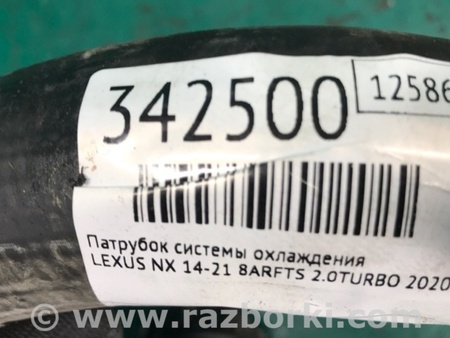 342500
12586
Патрубок системы охлаждения
LEXUS NX 14-21 8ARFTS 2.0TURBO 2020
© www.razborki.com